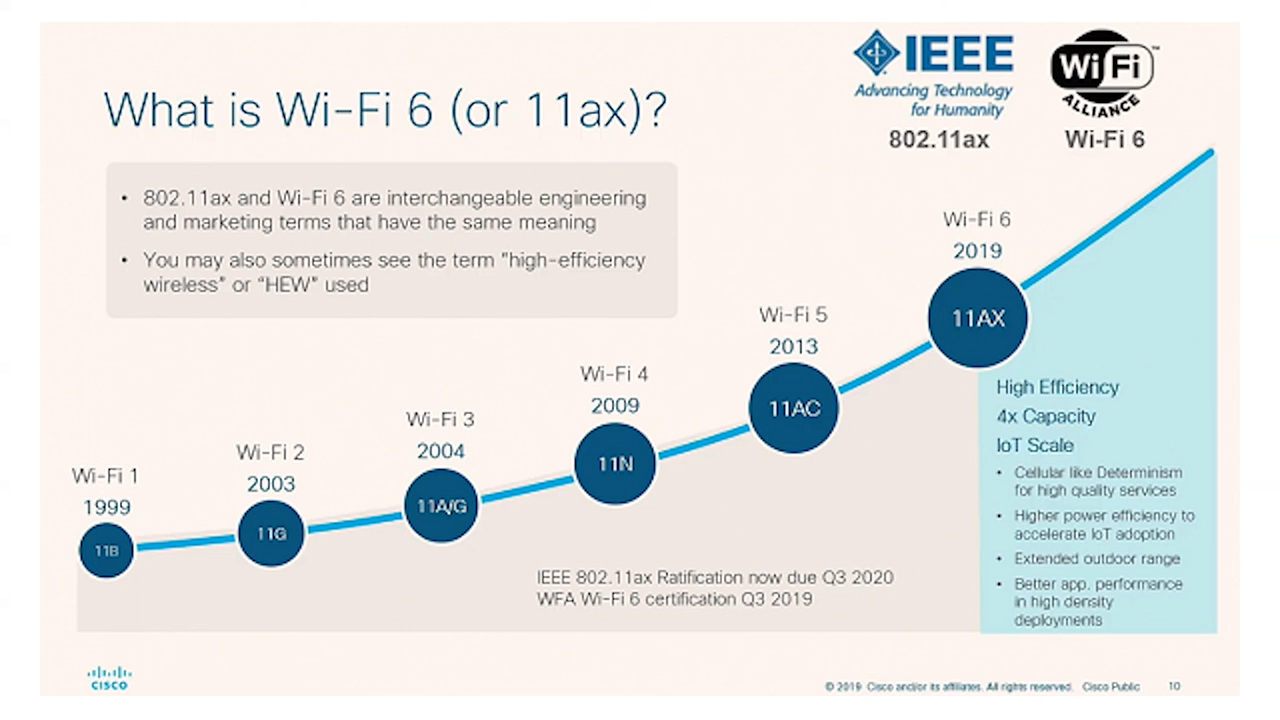 IEEE
Advancing Technology
for Humanity
802.11ax
Wi Fi
ALLIANCE
™
Wi-Fi 6
What is Wi-Fi 6 (or 11ax)?
• 802.11ax and Wi-Fi 6 are interchangeable engineering
and marketing terms that have the same meaning
• You may also sometimes see the term "high-efficiency
wireless" or "HEW" used
Wi-Fi 1
1999
11B
Wi-Fi 2
2003
11G
Wi-Fi 3
2004
11A/G
Wi-Fi 4
2009
11N
Wi-Fi 5
2013
11AC
Wi-Fi 6
2019
11AX
High Efficiency
4x Capacity
IoT Scale
• Cellular like Determinism
for high quality services
• Higher power efficiency to
accelerate IoT adoption
• Extended outdoor range
• Better app. performance
in high density
deployments
IEEE 802.11ax Ratification now due Q3 2020
WFA Wi-Fi 6 certification Q3 2019
CISCO
© 2019 Cisco and/or its affiliates. All rights reserved. Cisco Public
10